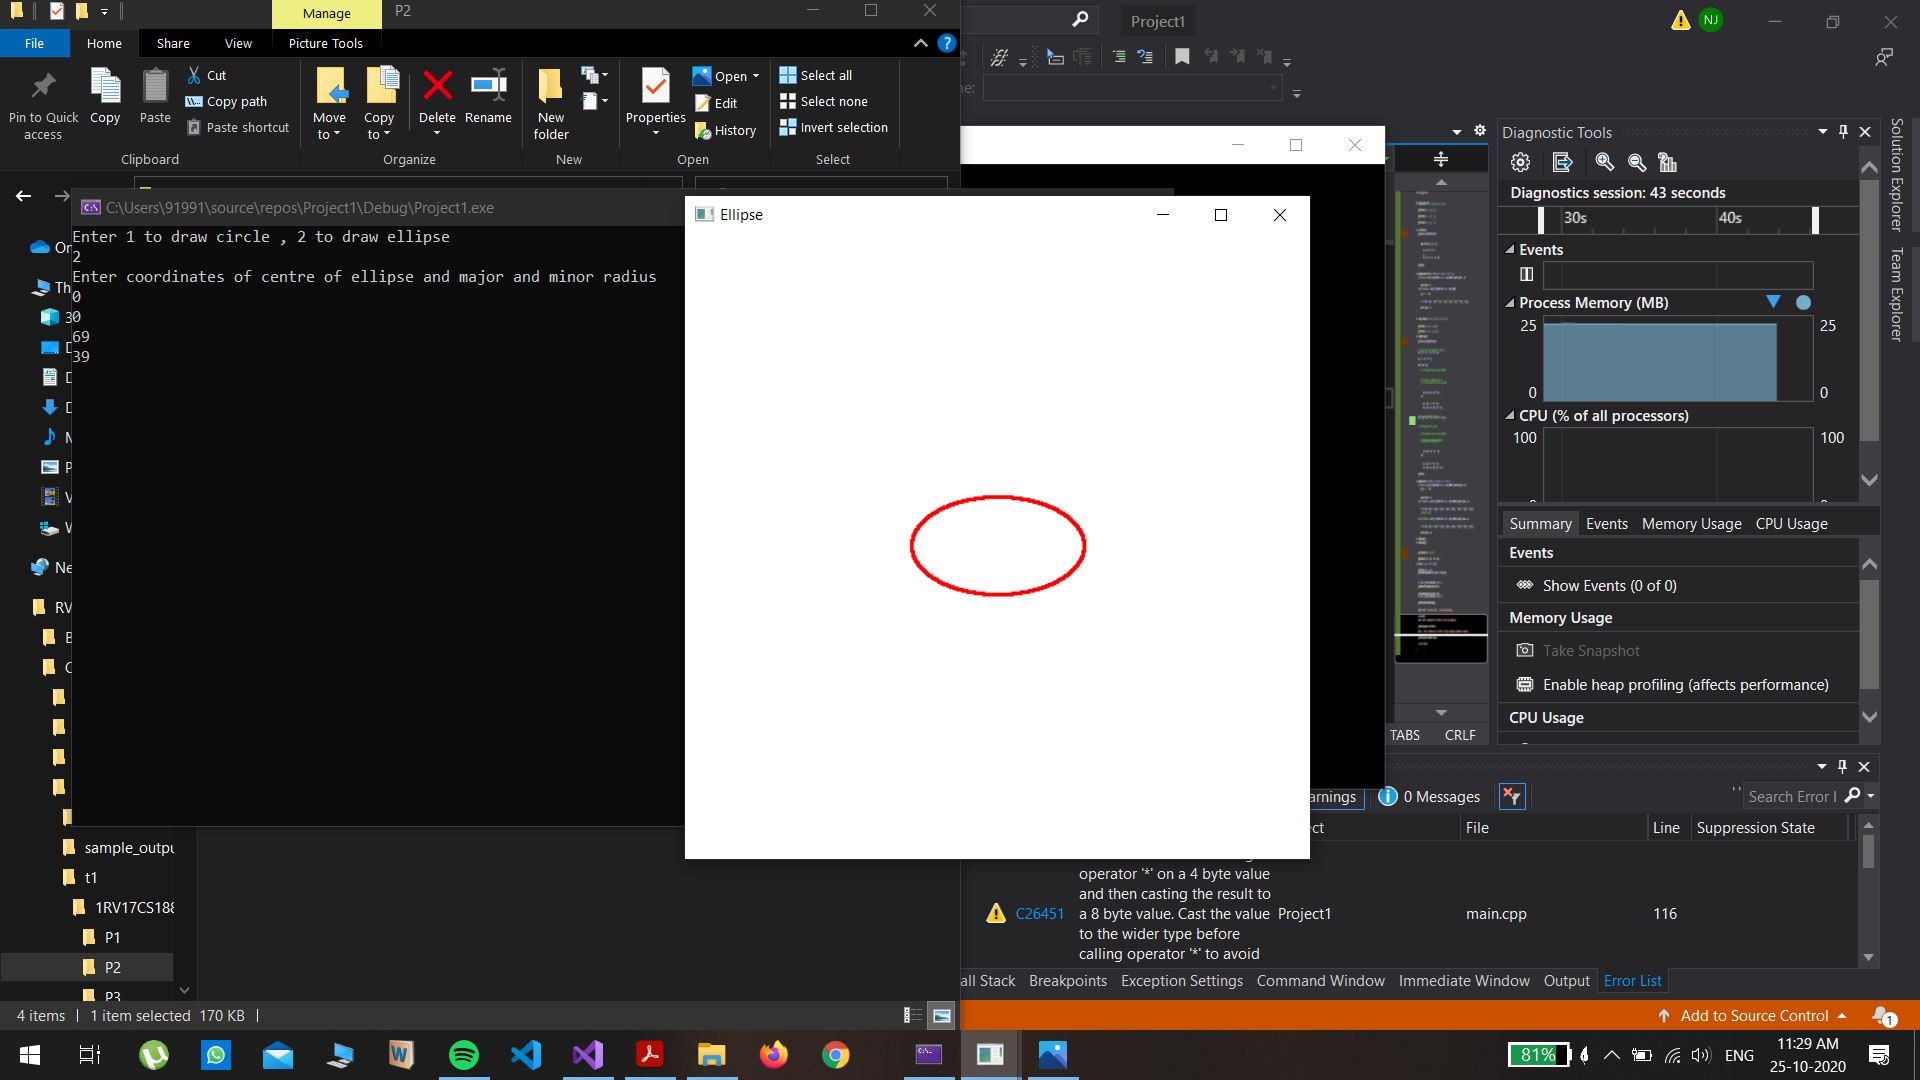 Manage
P2
Project1
NJ
File
Home
Share
View
Picture Tools
Pin to Quick access
Copy
Paste
Cut
Copy path
Paste shortcut
Clipboard
Move to
Copy to
Delete
Rename
Organize
New folder
New
Properties
Open
Edit
History
Open
Select all
Select none
Invert selection
Select
C:\Users\91991\source\repos\Project1\Debug\Project1.exe
Enter 1 to draw circle , 2 to draw ellipse
2
Enter coordinates of centre of ellipse and major and minor radius
0
0
69
39
Ellipse
sample_outpu
t1
1RV17CS188
P1
P2
P3
4 items
1 item selected 170 KB
Diagnostic Tools
Diagnostics session: 43 seconds
30s
40s
Events
Process Memory (MB)
25
25
0
0
CPU (% of all processors)
100
100
Summary
Events
Memory Usage
CPU Usage
Events
Show Events (0 of 0)
Memory Usage
Take Snapshot
Enable heap profiling (affects performance)
CPU Usage
Solution Explorer
Team Explorer
TABS
CRLF
arnings
0 Messages
Search Error
File
Line
Suppression State
C26451
operator '*' on a 4 byte value
and then casting the result to
a 8 byte value. Cast the value
to the wider type before
calling operator '*' to avoid
Project1
main.cpp
116
all Stack
Breakpoints
Exception Settings
Command Window
Immediate Window
Output
Error List
Add to Source Control
1
81%
ENG
11:29 AM
25-10-2020